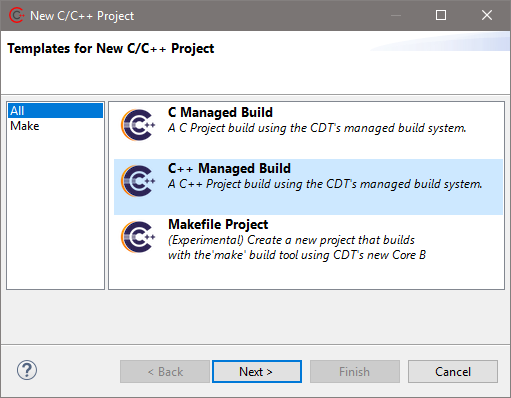 New C/C++ Project
Templates for New C/C++ Project
All
Make
C Managed Build
A C Project build using the CDT's managed build system.
C++ Managed Build
A C++ Project build using the CDT's managed build system.
Makefile Project
(Experimental) Create a new project that builds
with the'make' build tool using CDT's new Core B
?
< Back
Next >
Finish
Cancel